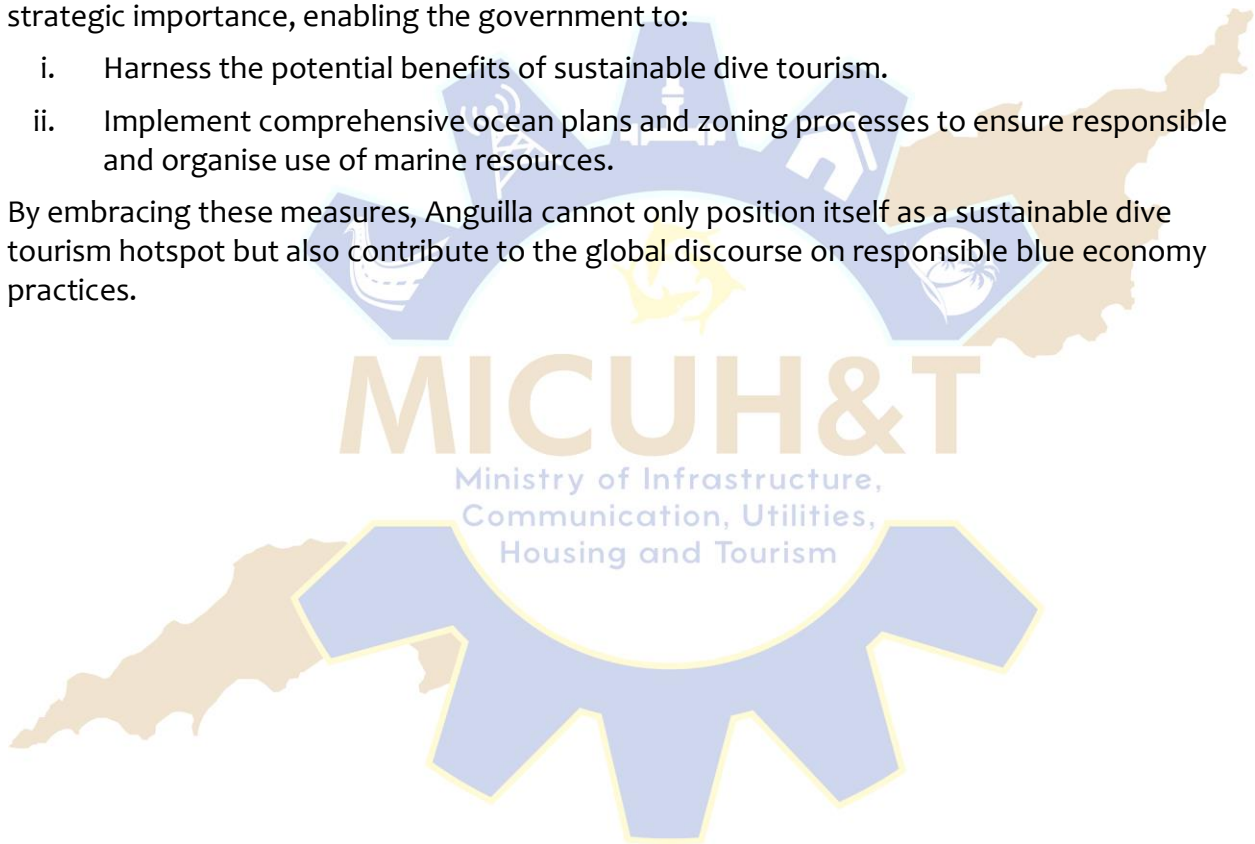 strategic importance, enabling the government to:
i. Harness the potential benefits of sustainable dive tourism.
ii. Implement comprehensive ocean plans and zoning processes to ensure responsible
and organise use of marine resources.
By embracing these measures, Anguilla cannot only position itself as a sustainable dive
tourism hotspot but also contribute to the global discourse on responsible blue economy
practices.
MICUH&T
Ministry of Infrastructure,
Communication, Utilities,
Housing and Tourism